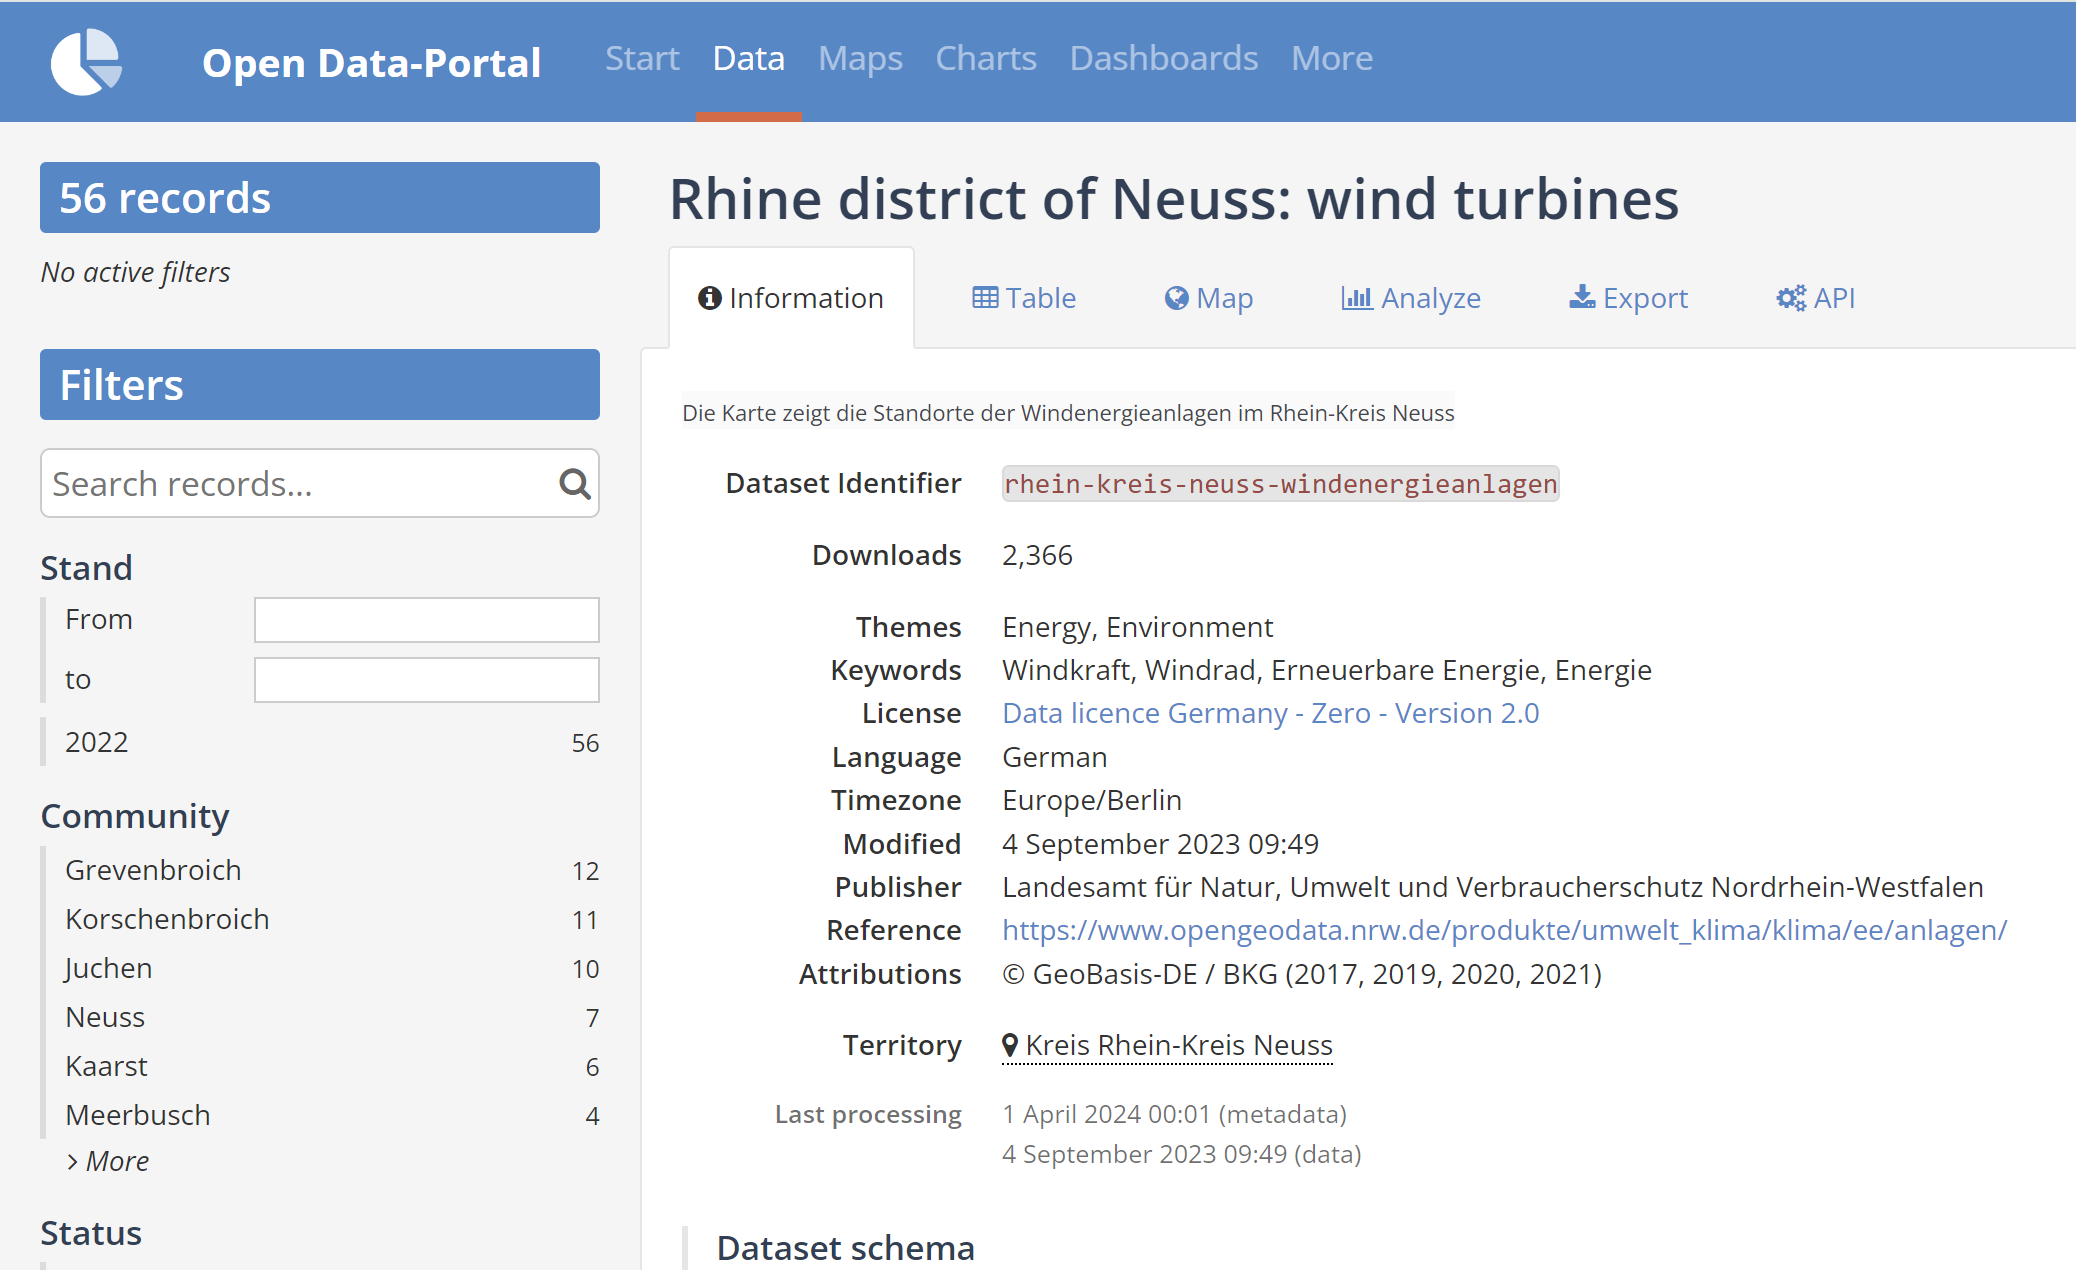 Open Data-Portal Start Data Maps Charts Dashboards More
56 records
No active filters
Filters
Search records...
Stand
From
to
2022 56
Community
Grevenbroich 12
Korschenbroich 11
Juchen 10
Neuss 7
Kaarst 6
Meerbusch 4
> More
Status
Rhine district of Neuss: wind turbines
Information Table Map Analyze Export API
Die Karte zeigt die Standorte der Windenergieanlagen im Rhein-Kreis Neuss
Dataset Identifier rhein-kreis-neuss-windenergieanlagen
Downloads 2,366
Themes Energy, Environment
Keywords Windkraft, Windrad, Erneuerbare Energie, Energie
License Data licence Germany - Zero - Version 2.0
Language German
Timezone Europe/Berlin
Modified 4 September 2023 09:49
Publisher Landesamt für Natur, Umwelt und Verbraucherschutz Nordrhein-Westfalen
Reference https://www.opengeodata.nrw.de/produkte/umwelt_klima/klima/ee/anlagen/
Attributions © GeoBasis-DE / BKG (2017, 2019, 2020, 2021)
Territory Kreis Rhein-Kreis Neuss
Last processing 1 April 2024 00:01 (metadata)
4 September 2023 09:49 (data)
Dataset schema